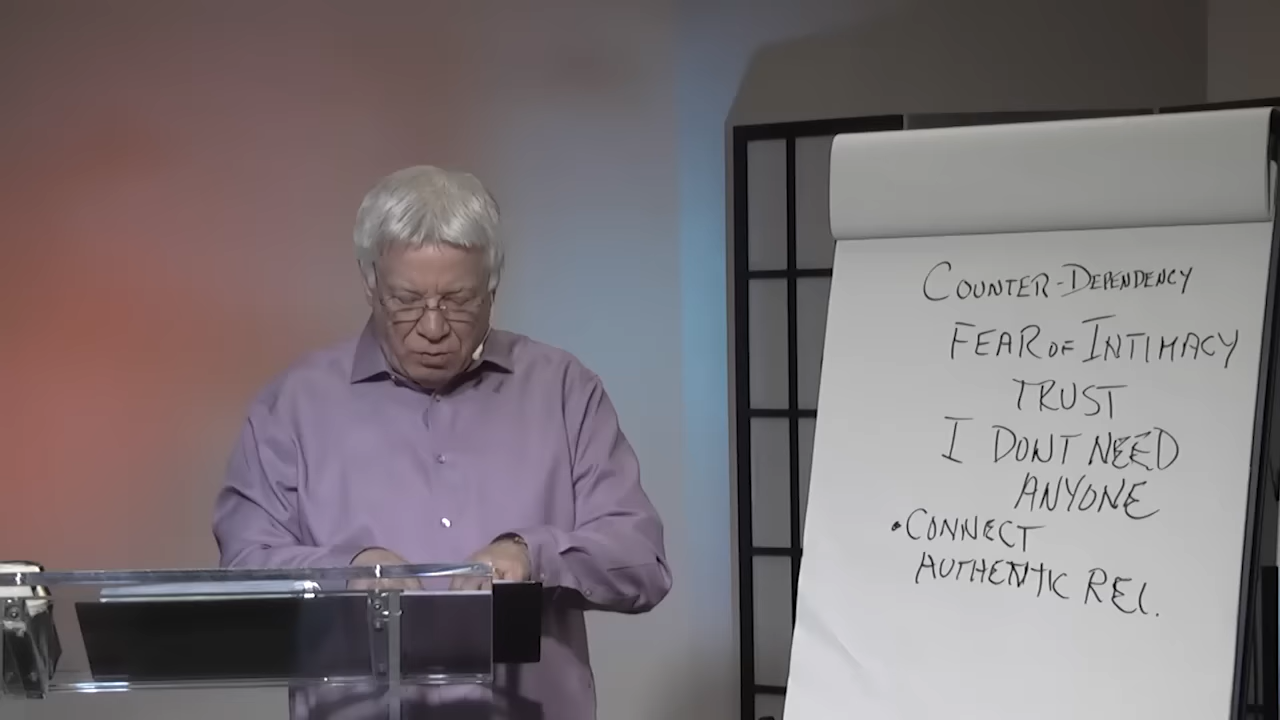 COUNTER-DEPENDENCY
FEAR OF INTIMACY
TRUST
I DONT NEED
ANYONE
•CONNECT
AUTHENTIC REL.